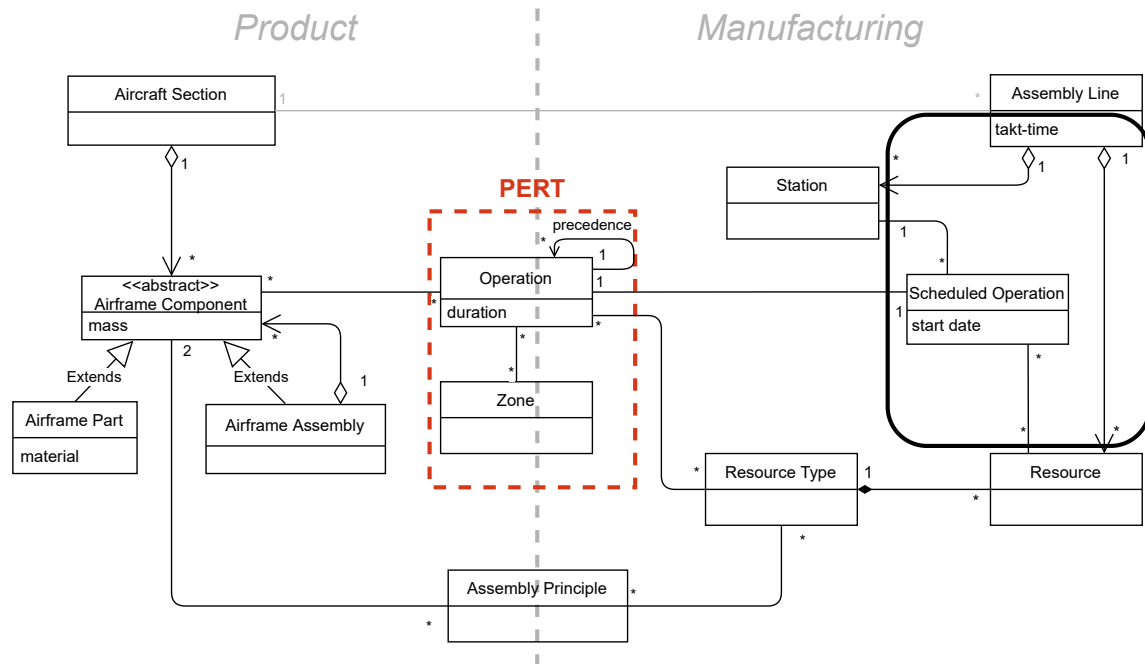 Product
Manufacturing
Aircraft Section
1
*
Assembly Line
takt-time
1
1
1
*
Station
PERT
precedence
*
1
1
*
<<abstract>>
Airframe Component
mass
*
*
*
Operation
duration
1
*
*
1
Scheduled Operation
start date
*
2
*
Extends
Extends
1
*
*
Airframe Part
material
Airframe Assembly
Zone
*
*
Resource Type
*
1
*
Resource
*
Assembly Principle
*
*